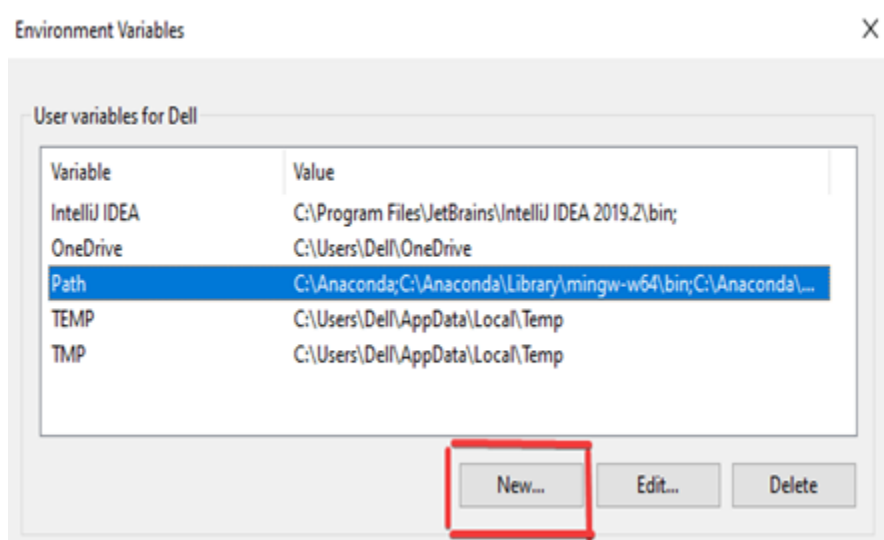 Environment Variables X
User variables for Dell
Variable Value
IntelliJ IDEA C:\Program Files\JetBrains\IntelliJ IDEA 2019.2\bin;
OneDrive C:\Users\Dell\OneDrive
Path C:\Anaconda;C:\Anaconda\Library\mingw-w64\bin;C:\Anaconda\...
TEMP C:\Users\Dell\AppData\Local\Temp
TMP C:\Users\Dell\AppData\Local\Temp
New... Edit... Delete